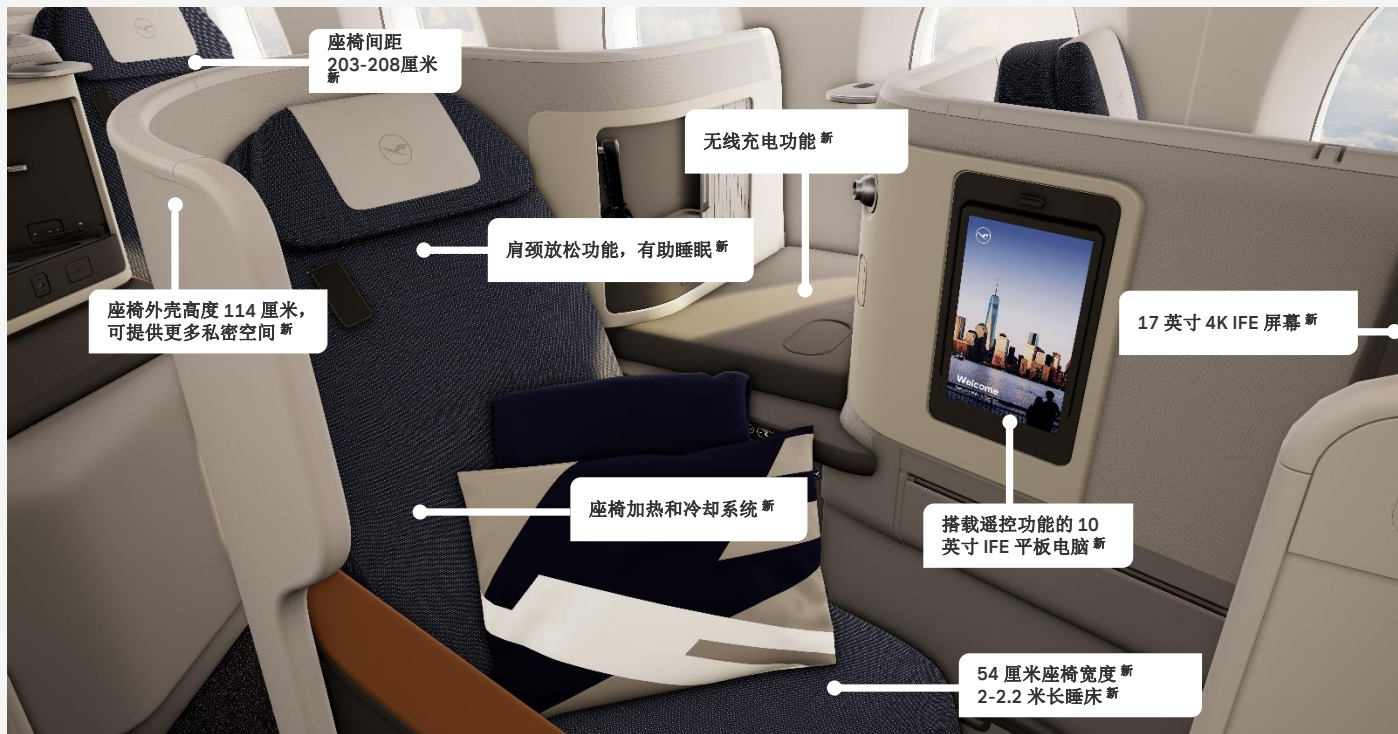 座椅间距
203-208厘米
新
无线充电功能 新
肩颈放松功能，有助睡眠 新
座椅外壳高度 114 厘米，
可提供更多私密空间 新
17 英寸 4K IFE 屏幕 新
Welcome
座椅加热和冷却系统 新
搭载遥控功能的 10
英寸 IFE 平板电脑 新
54 厘米座椅宽度 新
2-2.2 米长睡床 新